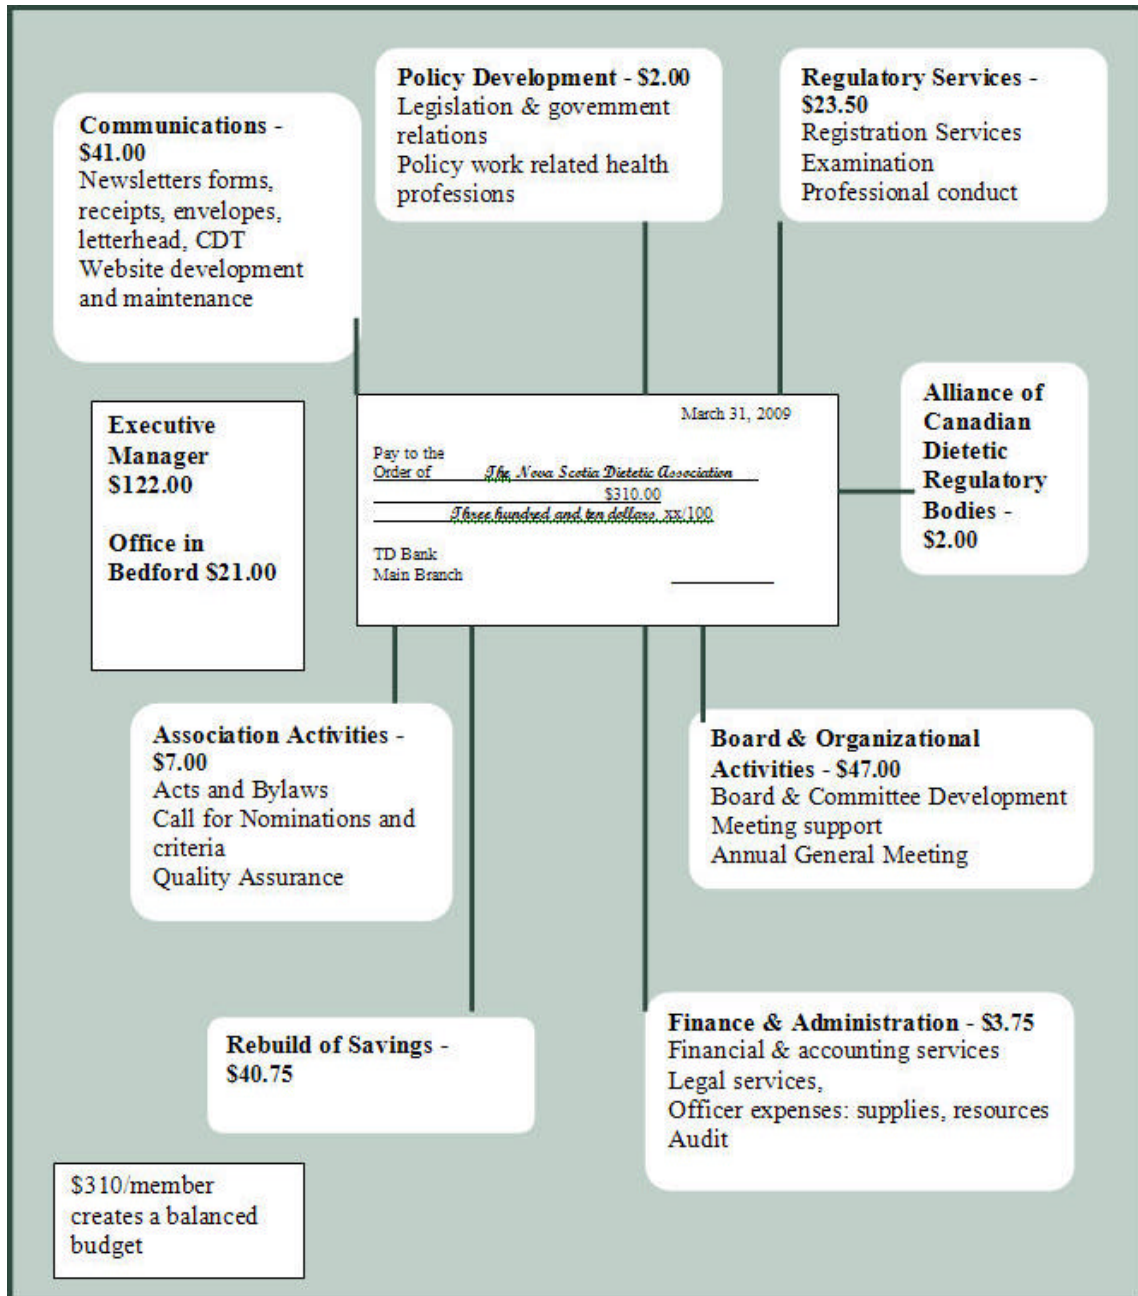 Policy Development - $2.00
Legislation & government
relations
Policy work related health
professions
Regulatory Services -
$23.50
Registration Services
Examination
Professional conduct
Communications -
$41.00
Newsletters forms,
receipts, envelopes,
letterhead, CDT
Website development
and maintenance
Executive
Manager
$122.00
Office in
Bedford $21.00
March 31, 2009
Pay to the
Order of The Nova Scotia Dietetic Association
$310.00
Three hundred and ten dollars xx/100
TD Bank
Main Branch
Alliance of
Canadian
Dietetic
Regulatory
Bodies -
$2.00
Association Activities -
$7.00
Acts and Bylaws
Call for Nominations and
criteria
Quality Assurance
Board & Organizational
Activities - $47.00
Board & Committee Development
Meeting support
Annual General Meeting
Rebuild of Savings -
$40.75
Finance & Administration - $3.75
Financial & accounting services
Legal services,
Officer expenses: supplies, resources
Audit
$310/member
creates a balanced
budget